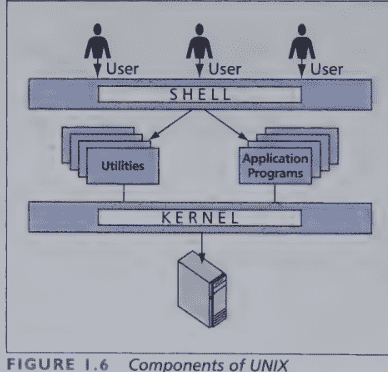 User User User
SHELL
Utilities
Application
Programs
KERNEL
FIGURE 1.6 Components of UNIX